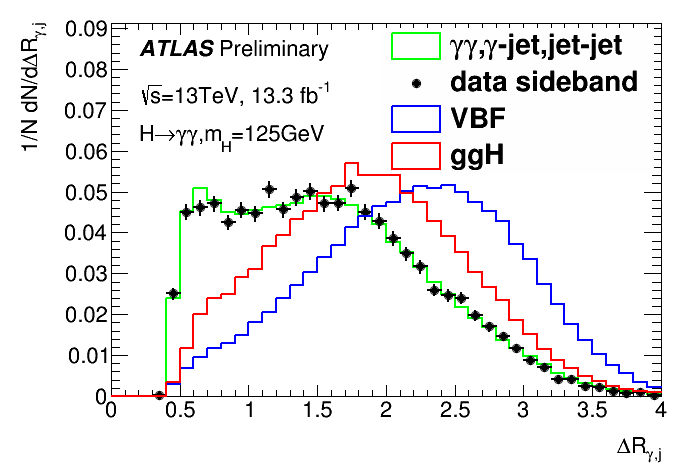 1/N dN/dΔR_γ,j
0.09
0.08
0.07
0.06
0.05
0.04
0.03
0.02
0.01
0
ATLAS Preliminary
√s=13TeV, 13.3 fb⁻¹
H→γγ,m_H=125GeV
γγ,γ-jet,jet-jet
data sideband
VBF
ggH
0 0.5 1 1.5 2 2.5 3 3.5 4
ΔR_γ,j